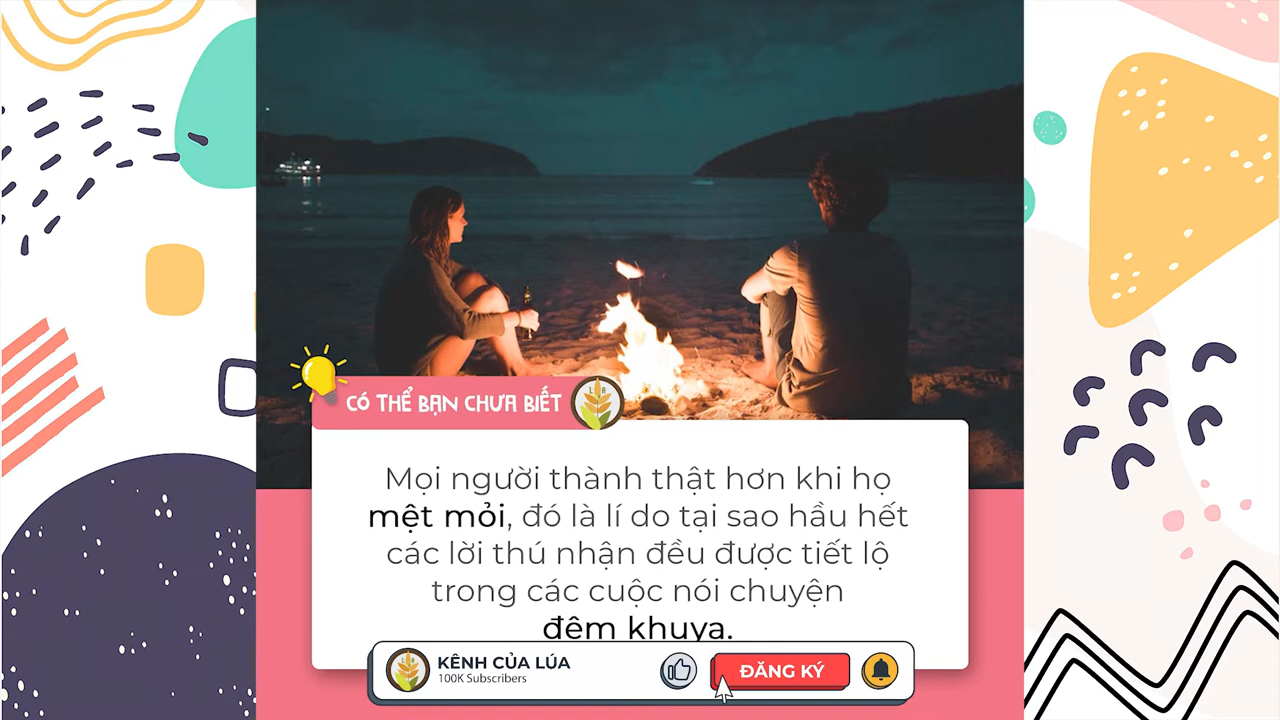 CÓ THỂ BẠN CHƯA BIẾT
Mọi người thành thật hơn khi họ
mệt mỏi, đó là lí do tại sao hầu hết
các lời thú nhận đều được tiết lộ
trong các cuộc nói chuyện
đêm khuya.
KÊNH CỦA LÚA
100K Subscribers
ĐĂNG KÝ